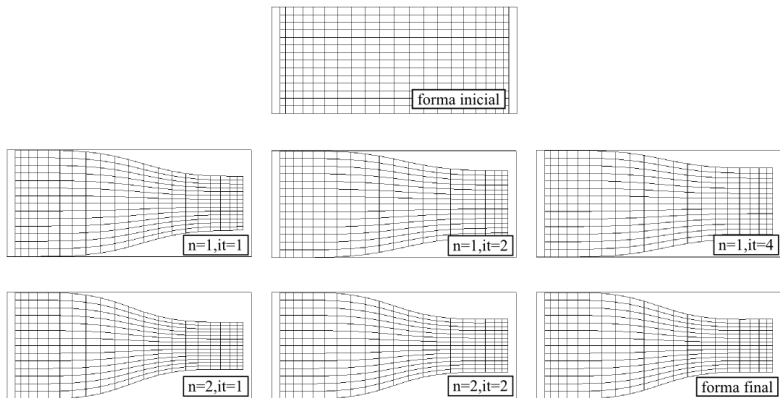 forma inicial
n=1,it=1
n=1,it=2
n=1,it=4
n=2,it=1
n=2,it=2
forma final